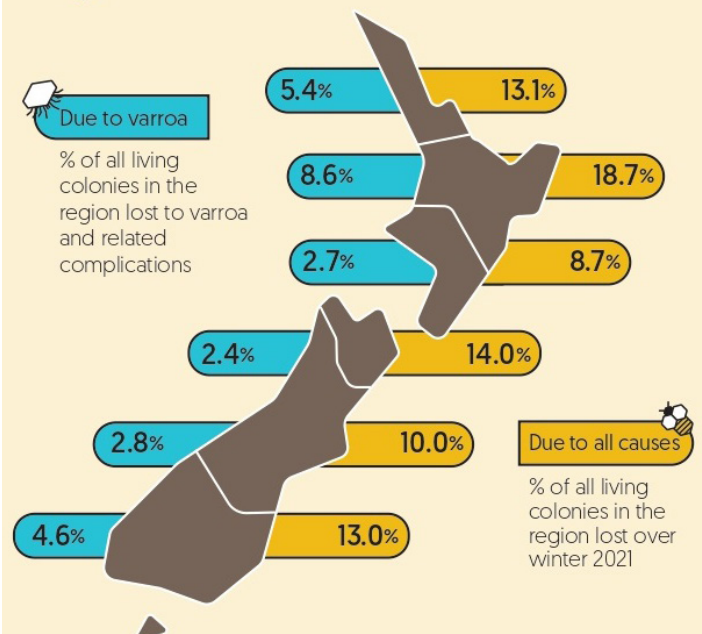 5.4% 13.1%
Due to varroa
% of all living
colonies in the
region lost to varroa
and related
complications
8.6% 18.7%
2.7% 8.7%
2.4% 14.0%
2.8% 10.0%
Due to all causes
% of all living
colonies in the
region lost over
winter 2021
4.6% 13.0%